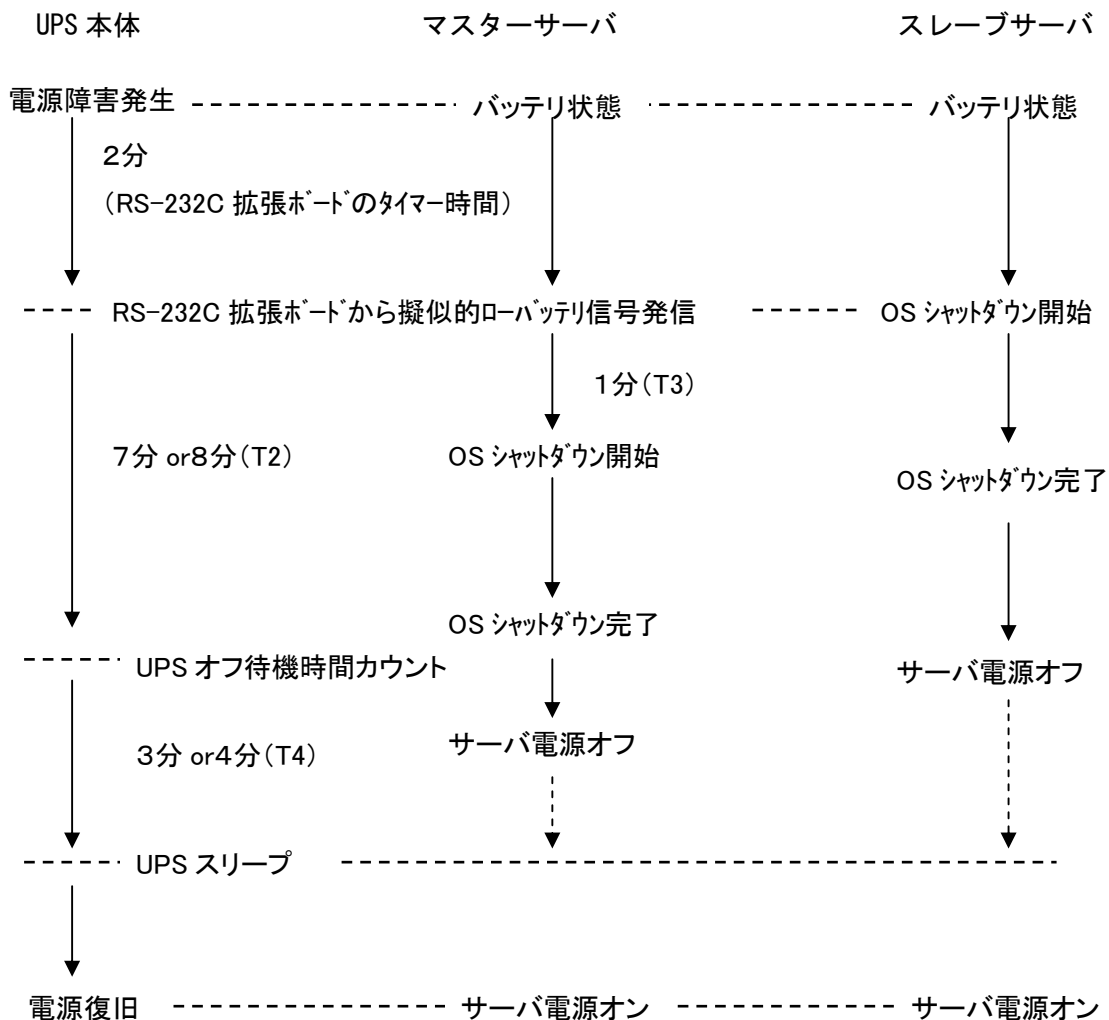 UPS 本体 マスターサーバ スレーブサーバ
電源障害発生 バッテリ状態 バッテリ状態
２分
（RS-232C 拡張ﾎﾞｰﾄﾞのﾀｲﾏｰ時間）
RS-232C 拡張ﾎﾞｰﾄﾞから擬似的ﾛｰﾊﾞｯﾃﾘ信号発信 OS ｼｬｯﾄﾀﾞｳﾝ開始
１分（T3）
７分 or８分（T2） OS ｼｬｯﾄﾀﾞｳﾝ開始
OS ｼｬｯﾄﾀﾞｳﾝ完了
OS ｼｬｯﾄﾀﾞｳﾝ完了
UPS オフ待機時間カウント サーバ電源オフ
３分 or４分（T4） サーバ電源オフ
UPS スリープ
電源復旧 サーバ電源オン サーバ電源オン